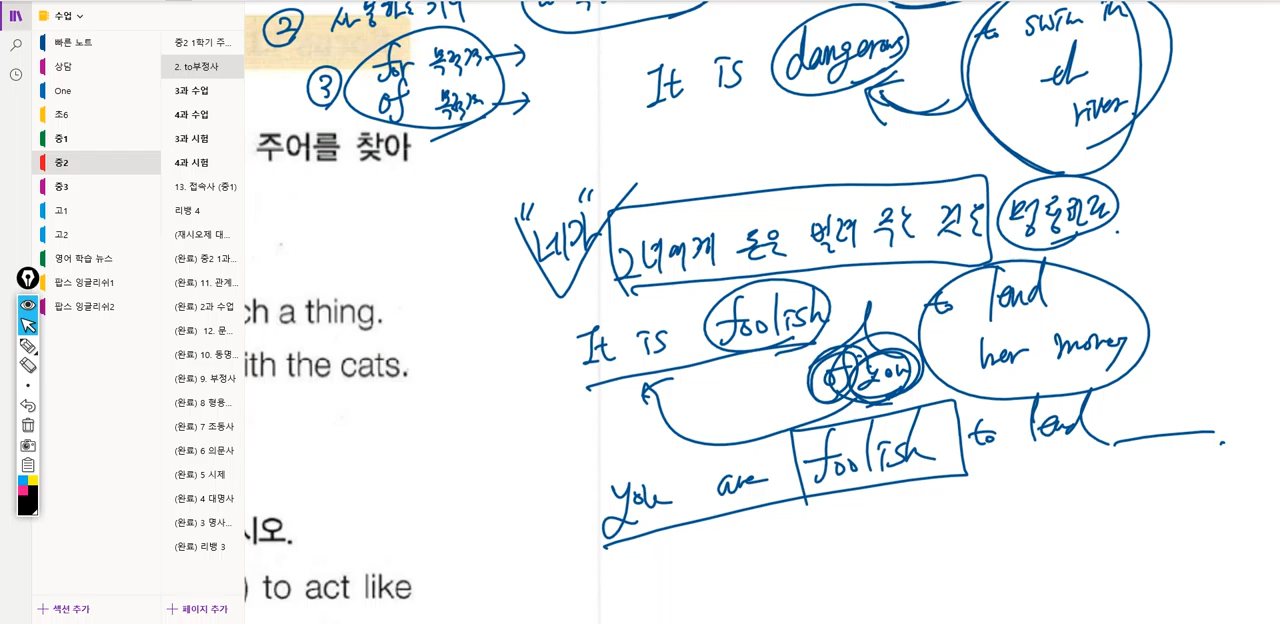 수업
빠른 노트
상담
One
초6
중1
중2
중3
고1
고2
영어 학습 뉴스
팝스 잉글리쉬1
팝스 잉글리쉬2
섹션 추가
중2 1학기 주...
2. to부정사
3과 수업
4과 수업
3과 시험
4과 시험
13. 접속사 (중1)
리뱅 4
(재시오제 대...
(완료) 중2 1과...
(완료) 11. 관계...
(완료) 2과 수업
(완료) 12. 문...
(완료) 10. 동명...
(완료) 9. 부정사
(완료) 8 형용...
(완료) 7 조동사
(완료) 6 의문사
(완료) 5 시제
(완료) 4 대명사
(완료) 3 명사...
(완료) 리뱅 3
페이지 추가
②
③ for 목적격
of 목적격
주어를 찾아
ch a thing.
ith the cats.
시오.
) to act like
It is dangerous to swim in
river
"네가" 그녀에게 돈을 빌려 주는 것은 멍청하다.
It is foolish of you to lend
her money
you are foolish to lend